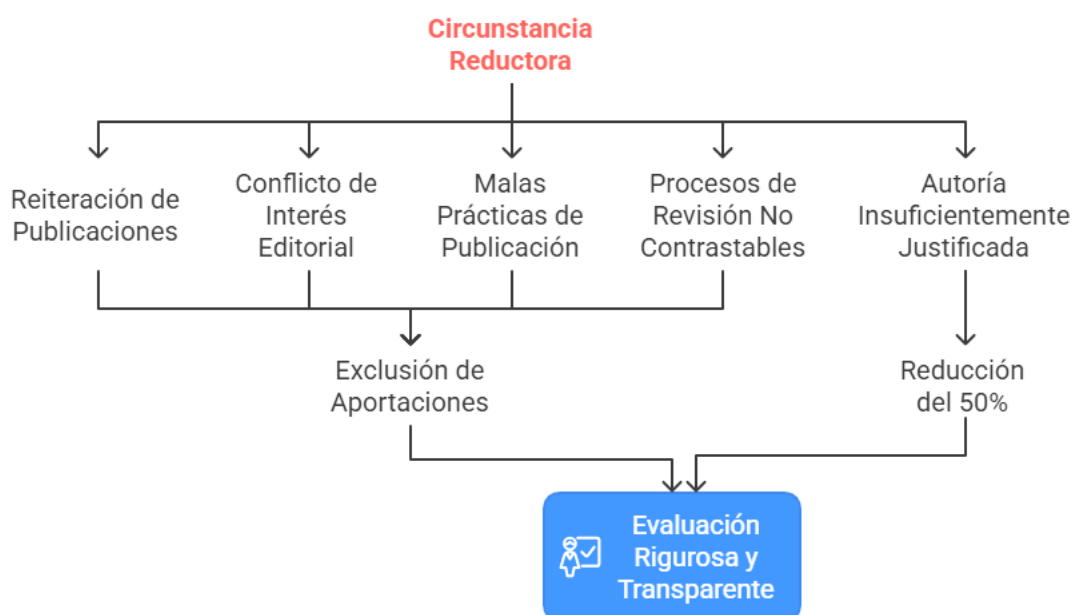 Circunstancia
Reductora
Reiteración de
Publicaciones
Conflicto de
Interés
Editorial
Malas
Prácticas de
Publicación
Procesos de
Revisión No
Contrastables
Autoría
Insuficientemente
Justificada
Exclusión de
Aportaciones
Reducción
del 50%
Evaluación
Rigurosa y
Transparente